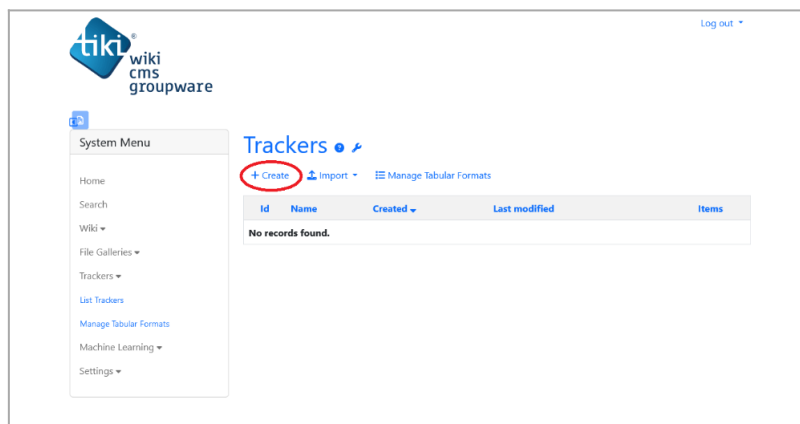 Log out
tiki®
wiki
cms
groupware
System Menu
Home
Search
Wiki
File Galleries
Trackers
List Trackers
Manage Tabular Formats
Machine Learning
Settings
Trackers
+ Create Import Manage Tabular Formats
Id Name Created Last modified Items
No records found.